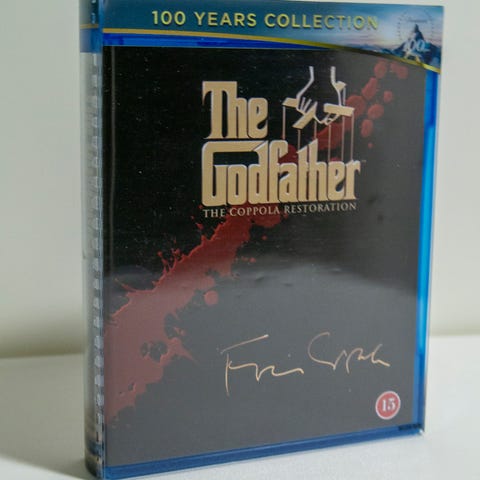 100 YEARS COLLECTION
The
Godfather
THE COPPOLA RESTORATION
15